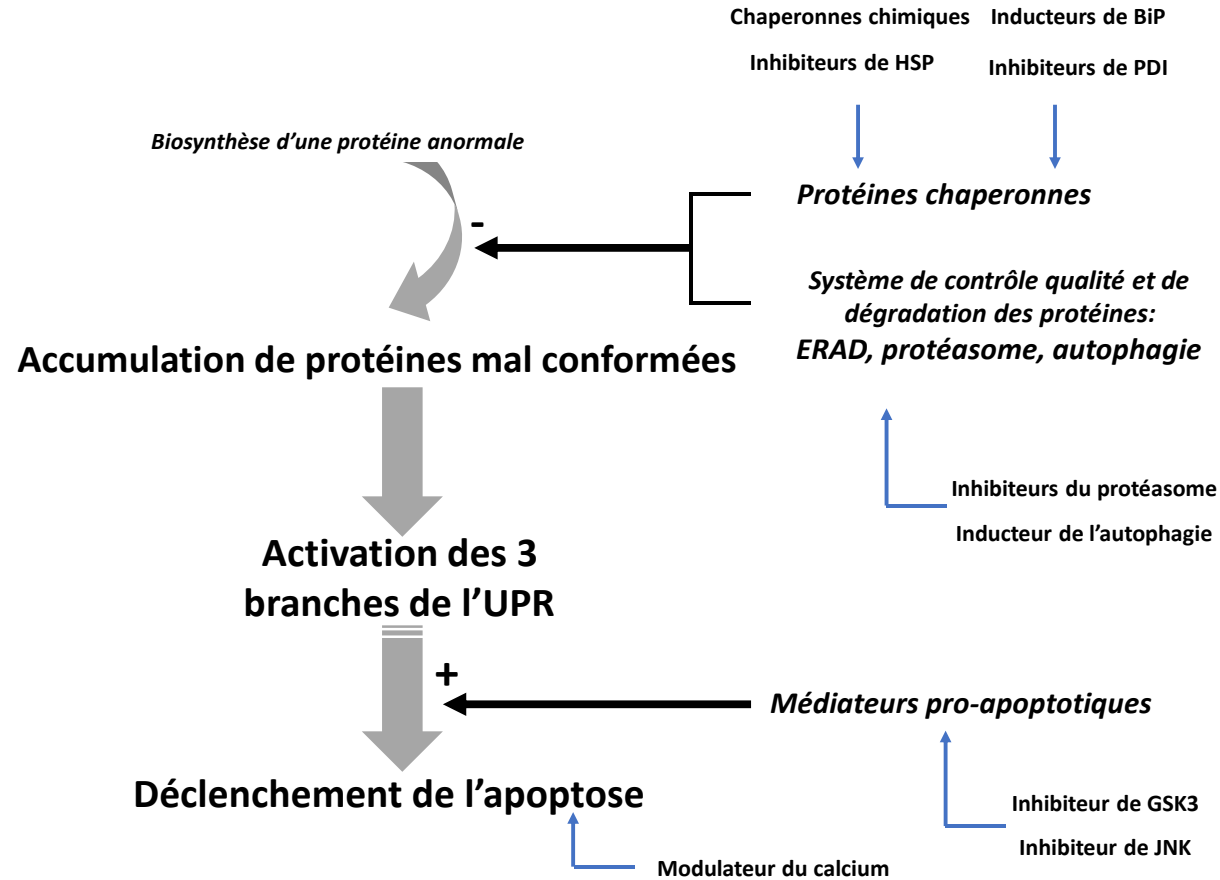 Chaperonnes chimiques
Inducteurs de BiP
Inhibiteurs de HSP
Inhibiteurs de PDI
Biosynthèse d'une protéine anormale
-
Protéines chaperonnes
Système de contrôle qualité et de
dégradation des protéines:
ERAD, protéasome, autophagie
Accumulation de protéines mal conformées
Inhibiteurs du protéasome
Inducteur de l'autophagie
Activation des 3
branches de l'UPR
+
Médiateurs pro-apoptotiques
Déclenchement de l'apoptose
Inhibiteur de GSK3
Inhibiteur de JNK
Modulateur du calcium